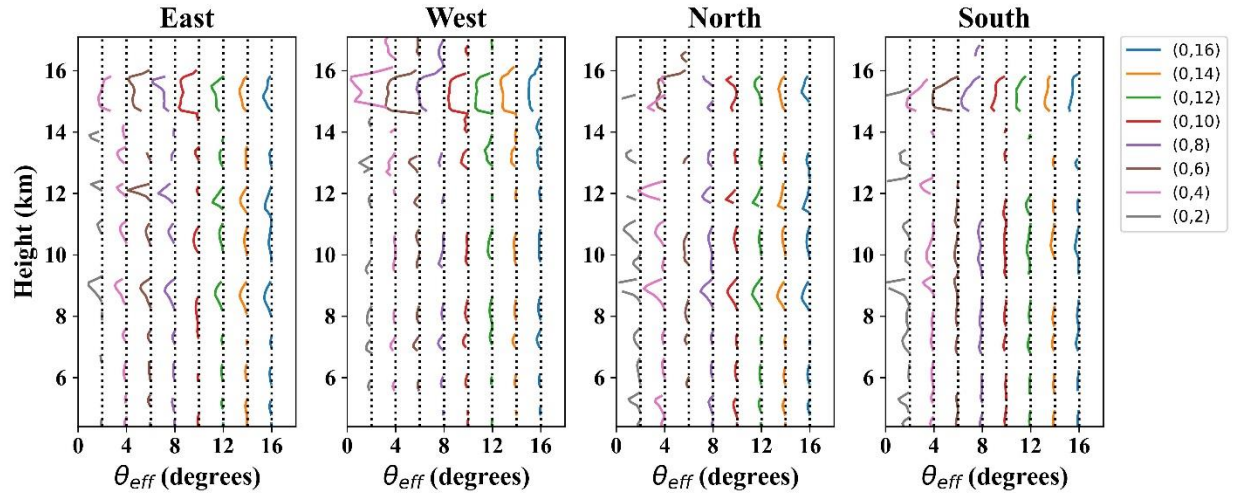 East
West
North
South
Height (km)
16
14
12
10
8
6
0 4 8 12 16
0 4 8 12 16
0 4 8 12 16
0 4 8 12 16
θeff (degrees)
θeff (degrees)
θeff (degrees)
θeff (degrees)
16
14
12
10
8
6
16
14
12
10
8
6
16
14
12
10
8
6
(0,16)
(0,14)
(0,12)
(0,10)
(0,8)
(0,6)
(0,4)
(0,2)